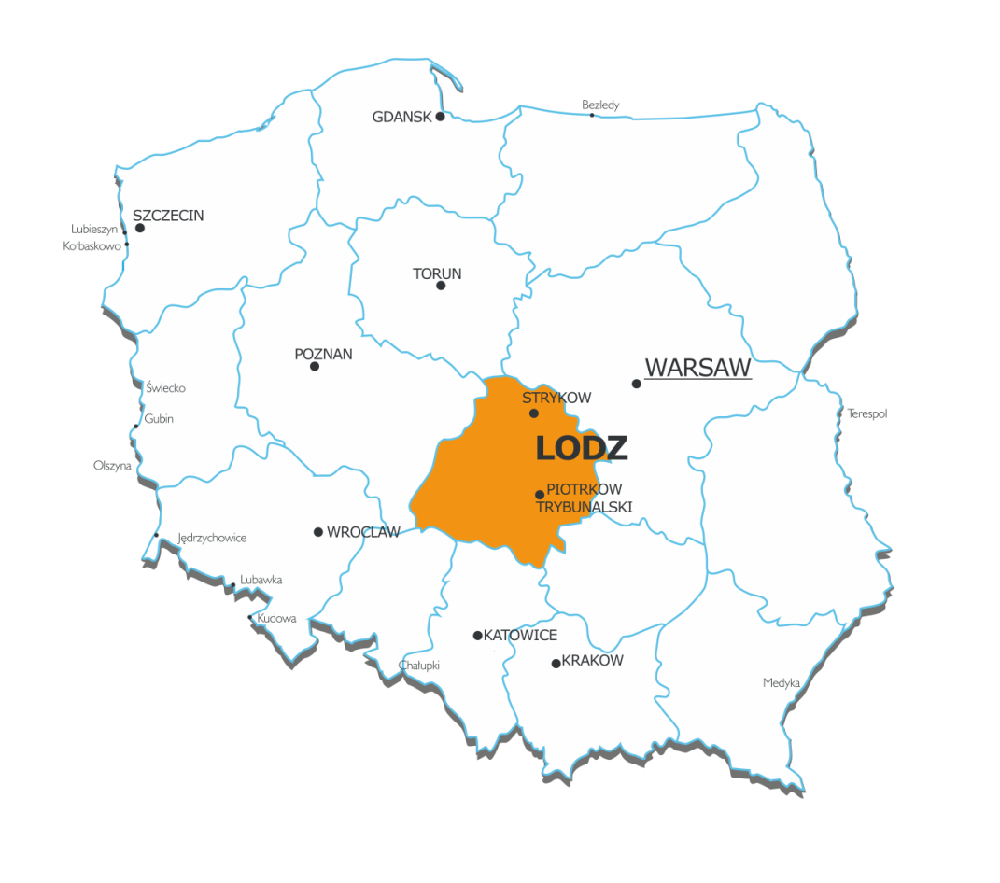 Bezledy
GDANSK
SZCZECIN
Lubieszyn
Kołbaskowo
TORUN
POZNAN
WARSAW
Świecko
STRYKOW
Terespol
Gubin
LODZ
Olszyna
PIOTRKOW
TRYBUNALSKI
WROCLAW
Jędrzychowice
Lubawka
Kudowa
KATOWICE
KRAKOW
Chałupki
Medyka